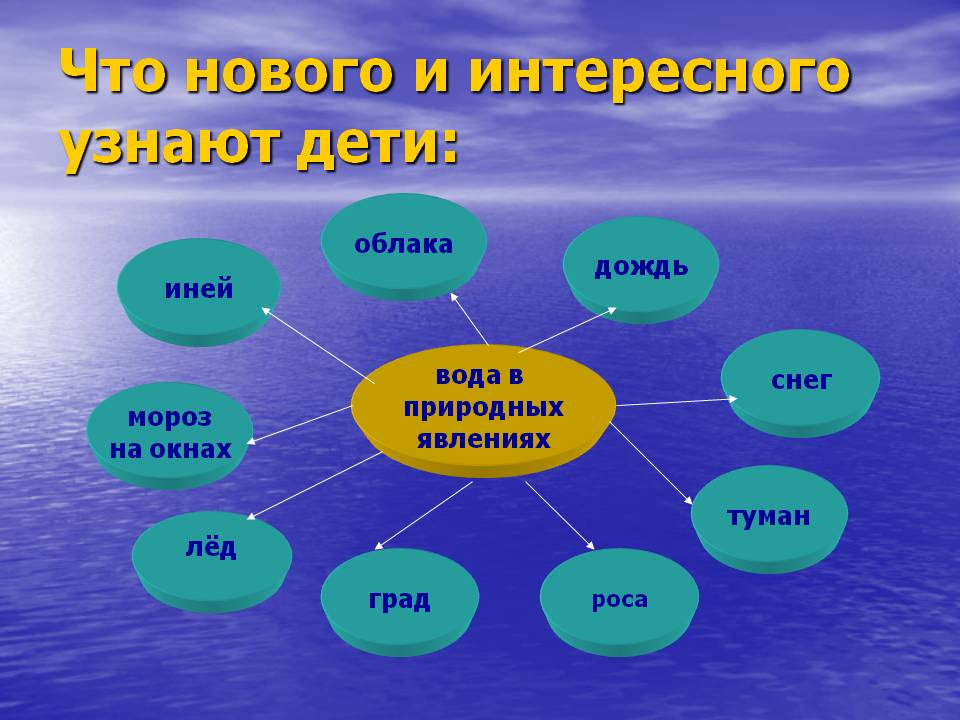 Что нового и интересного
узнают дети:
облака
дождь
иней
снег
вода в
природных
явлениях
мороз
на окнах
туман
лёд
град
роса